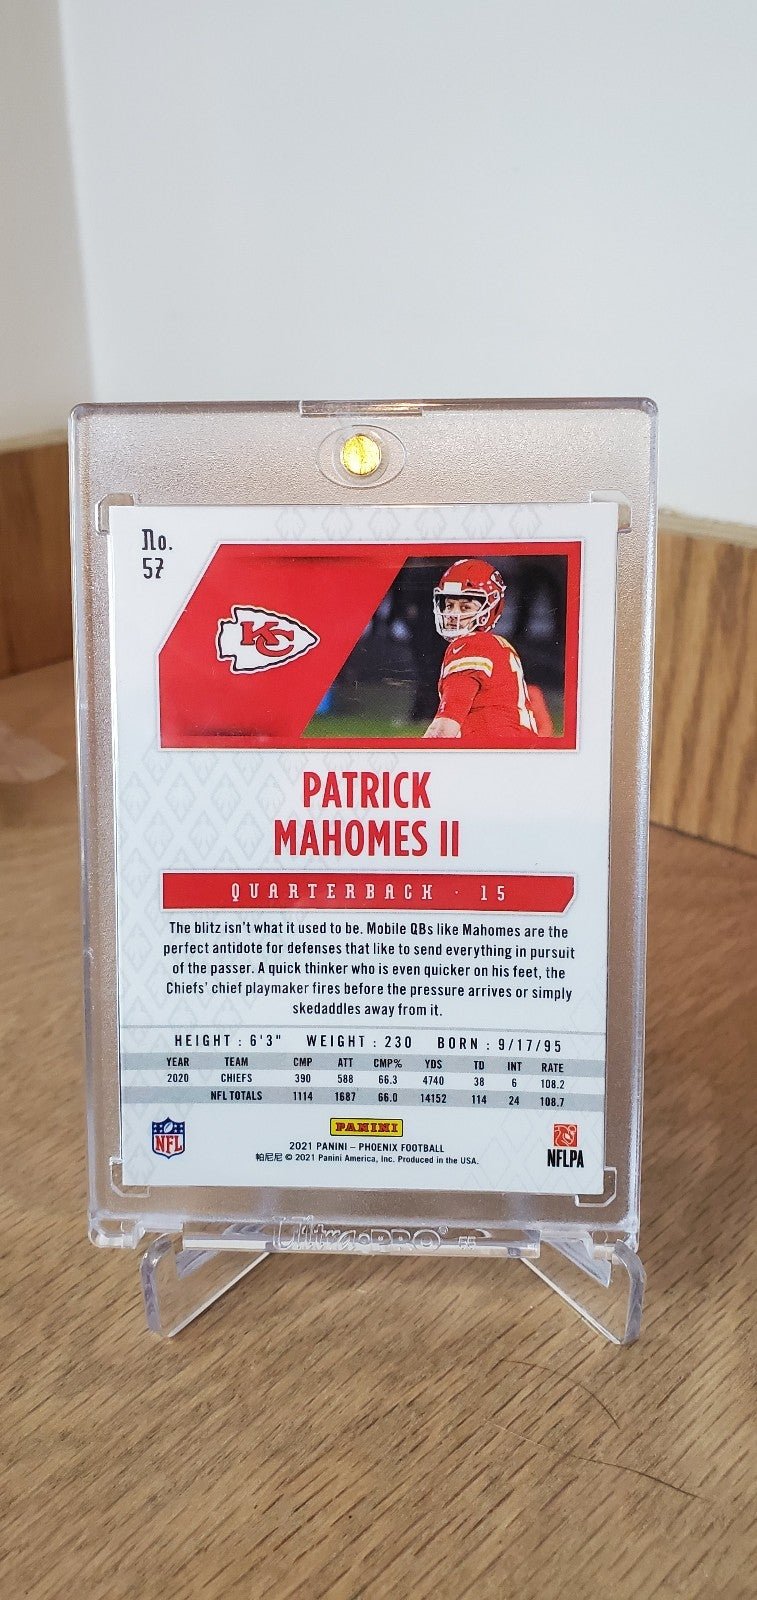 No.
57
KC
PATRICK
MAHOMES II
QUARTERBACK · 15
The blitz isn't what it used to be. Mobile QBs like Mahomes are the
perfect antidote for defenses that like to send everything in pursuit
of the passer. A quick thinker who is even quicker on his feet, the
Chiefs' chief playmaker fires before the pressure arrives or simply
skedaddles away from it.
HEIGHT : 6'3" WEIGHT : 230 BORN : 9/17/95
YEAR TEAM CMP ATT CMP% YDS TD INT RATE
2020 CHIEFS 390 588 66.3 4740 38 6 108.2
NFL TOTALS 1114 1687 66.0 14152 114 24 108.7
PANINI
NFL
2021 PANINI – PHOENIX FOOTBALL
帕尼尼 © 2021 Panini America, Inc. Produced in the USA.
NFLPA
Ultra·PRO®